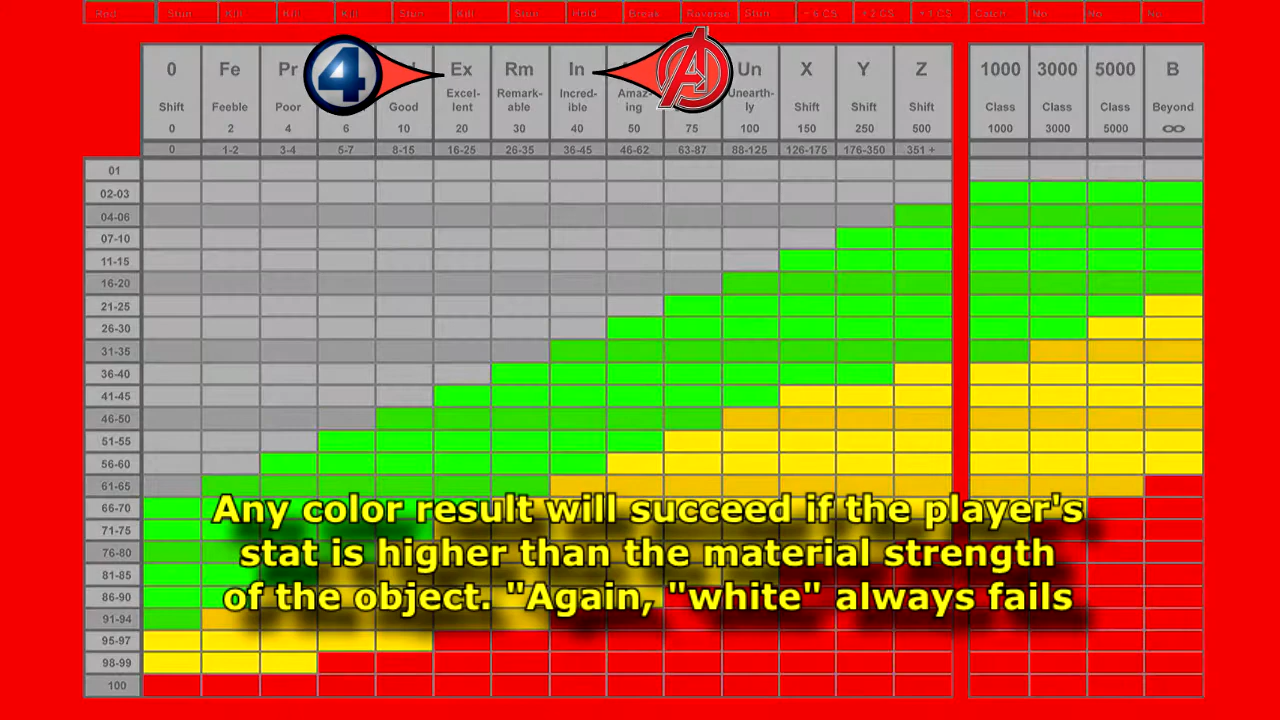 Red Stun Kill Kill Kill Stun Kill Stun Hold Break Reverse Stun + 6 CS + 2 CS + 1 CS Catch No No No
0 Fe Pr Ex Rm In Un X Y Z 1000 3000 5000 B
Shift Feeble Poor Good Excel-lent Remark-able Incred-ible Amaz-ing Unearth-ly Shift Shift Shift Class Class Class Beyond
0 2 4 6 10 20 30 40 50 75 100 150 250 500 1000 3000 5000 ∞
0 1-2 3-4 5-7 8-15 16-25 26-35 36-45 46-62 63-87 88-125 126-175 176-350 351 +
01
02-03
04-06
07-10
11-15
16-20
21-25
26-30
31-35
36-40
41-45
46-50
51-55
56-60
61-65
66-70
71-75
76-80
81-85
86-90
91-94
95-97
98-99
100
4
A
Any color result will succeed if the player's
stat is higher than the material strength
of the object. "Again, "white" always fails